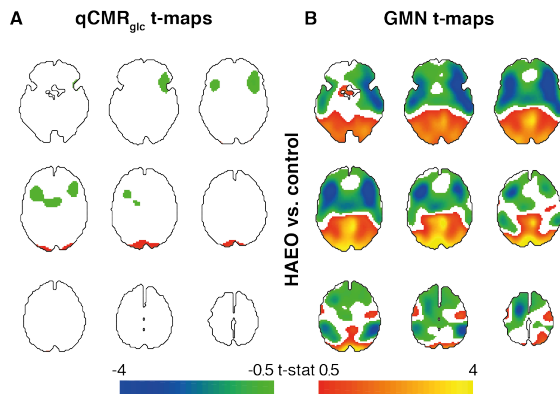 A qCMRglc t-maps
B GMN t-maps
HAEO vs. control
-4 -0.5 t-stat 0.5 4